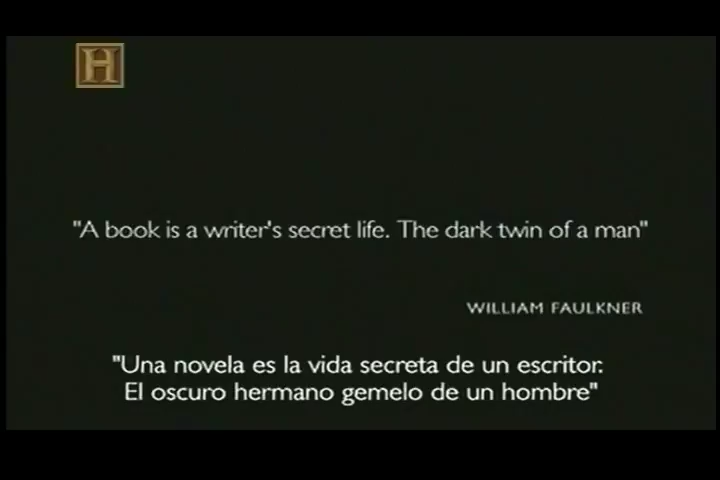 H
"A book is a writer's secret life. The dark twin of a man"
WILLIAM FAULKNER
"Una novela es la vida secreta de un escritor.
El oscuro hermano gemelo de un hombre"